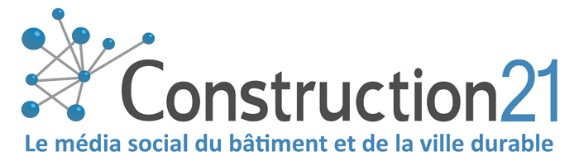 Construction21
Le média social du bâtiment et de la ville durable